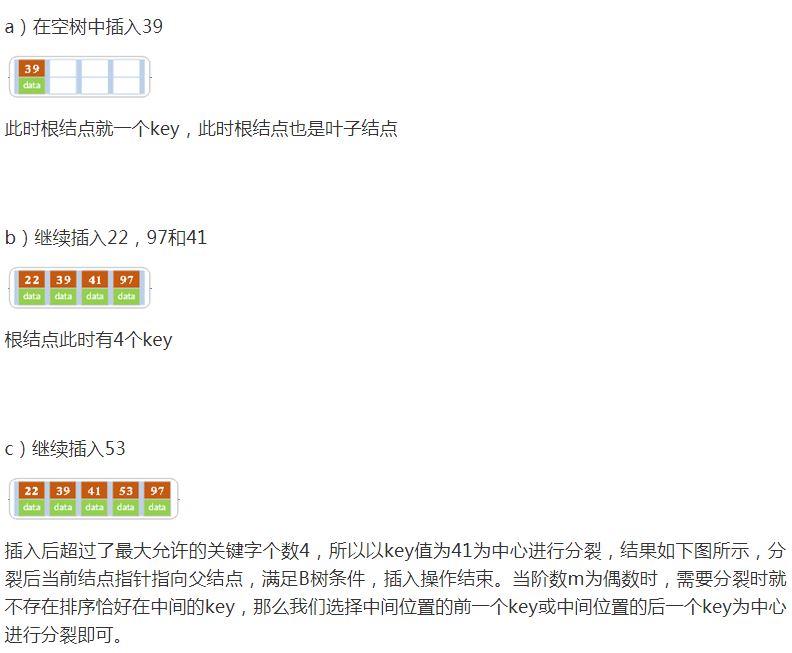 a）在空树中插入39
39
data
此时根结点就一个key，此时根结点也是叶子结点
b）继续插入22，97和41
22 39 41 97
data data data data
根结点此时有4个key
c）继续插入53
22 39 41 53 97
data data data data data
插入后超过了最大允许的关键字个数4，所以以key值为41为中心进行分裂，结果如下图所示，分
裂后当前结点指针指向父结点，满足B树条件，插入操作结束。当阶数m为偶数时，需要分裂时就
不存在排序恰好在中间的key，那么我们选择中间位置的前一个key或中间位置的后一个key为中心
进行分裂即可。